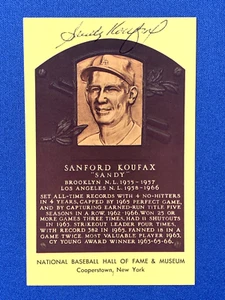 Sandy Koufax
SANFORD KOUFAX
"SANDY"
BROOKLYN N.L. 1955-1957
LOS ANGELES N.L. 1958-1966
SET ALL-TIME RECORDS WITH 4 NO-HITTERS
IN 4 YEARS, CAPPED BY 1965 PERFECT GAME,
AND BY CAPTURING EARNED-RUN TITLE FIVE
SEASONS IN A ROW, 1962-1966. WON 25 OR
MORE GAMES THREE TIMES. HAD 11 SHUTOUTS
IN 1963. STRIKEOUT LEADER FOUR TIMES,
WITH RECORD 382 IN 1965. FANNED 18 IN A
GAME TWICE. MOST VALUABLE PLAYER 1963.
CY YOUNG AWARD WINNER 1963-65-66.
NATIONAL BASEBALL HALL OF FAME & MUSEUM
Cooperstown, New York